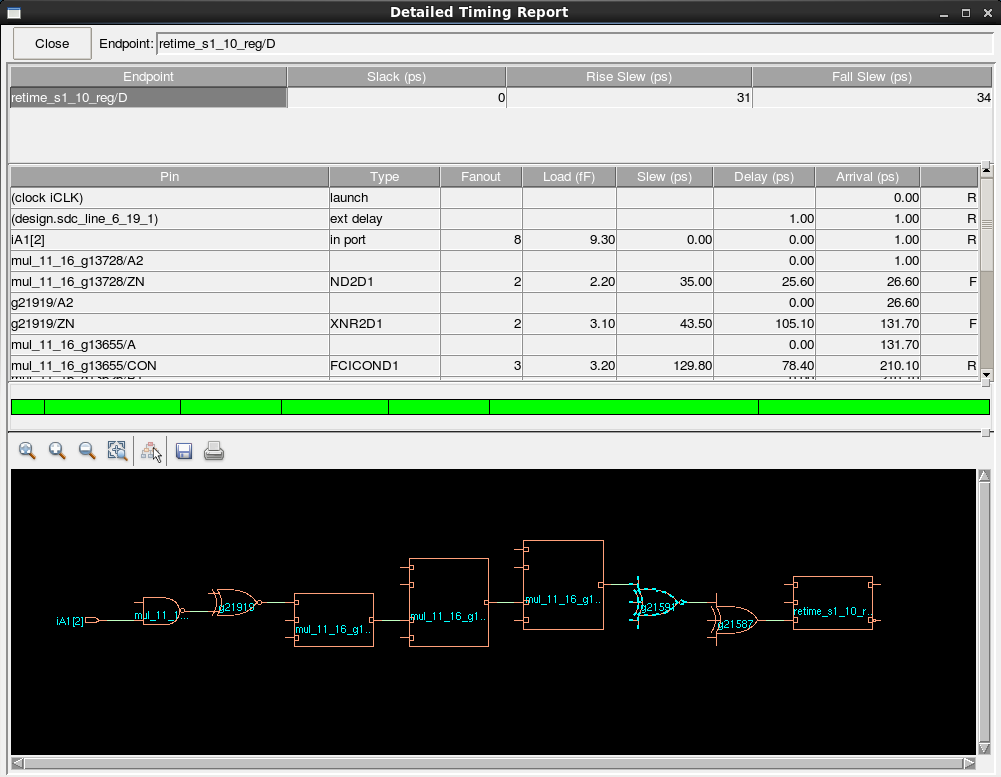 Detailed Timing Report
Close Endpoint: retime_s1_10_reg/D
Endpoint Slack (ps) Rise Slew (ps) Fall Slew (ps)
retime_s1_10_reg/D 0 31 34
Pin Type Fanout Load (fF) Slew (ps) Delay (ps) Arrival (ps)
(clock iCLK) launch 0.00 R
(design.sdc_line_6_19_1) ext delay 1.00 1.00 R
iA1[2] in port 8 9.30 0.00 0.00 1.00 R
mul_11_16_g13728/A2 0.00 1.00
mul_11_16_g13728/ZN ND2D1 2 2.20 35.00 25.60 26.60 F
g21919/A2 0.00 26.60
g21919/ZN XNR2D1 2 3.10 43.50 105.10 131.70 F
mul_11_16_g13655/A 0.00 131.70
mul_11_16_g13655/CON FCICOND1 3 3.20 129.80 78.40 210.10 R
iA1[2] mul_11_1... g21919 mul_11_16_g1.. mul_11_16_g1.. mul_11_16_g1.. g21591 g21587 retime_s1_10_r..